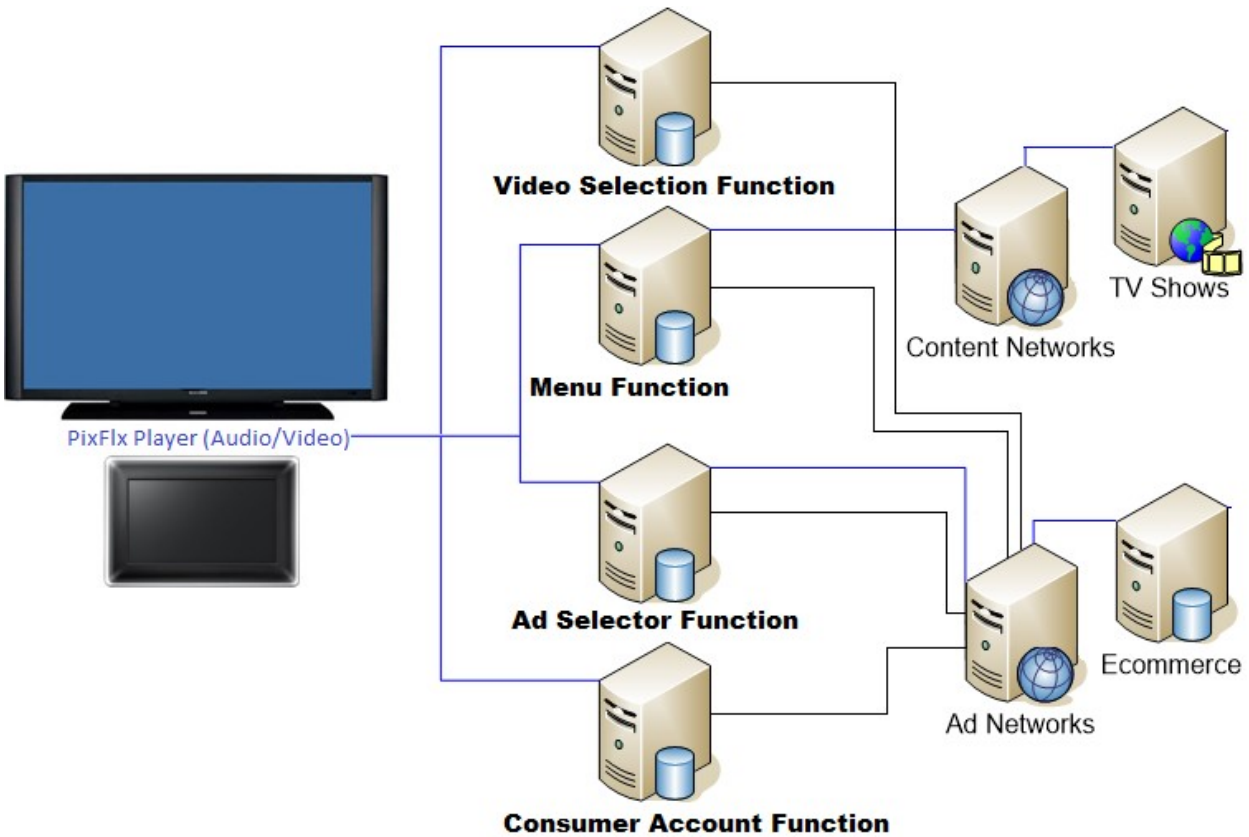 Video Selection Function
TV Shows
Content Networks
Menu Function
PixFlx Player (Audio/Video)
Ad Selector Function
Ecommerce
Ad Networks
Consumer Account Function